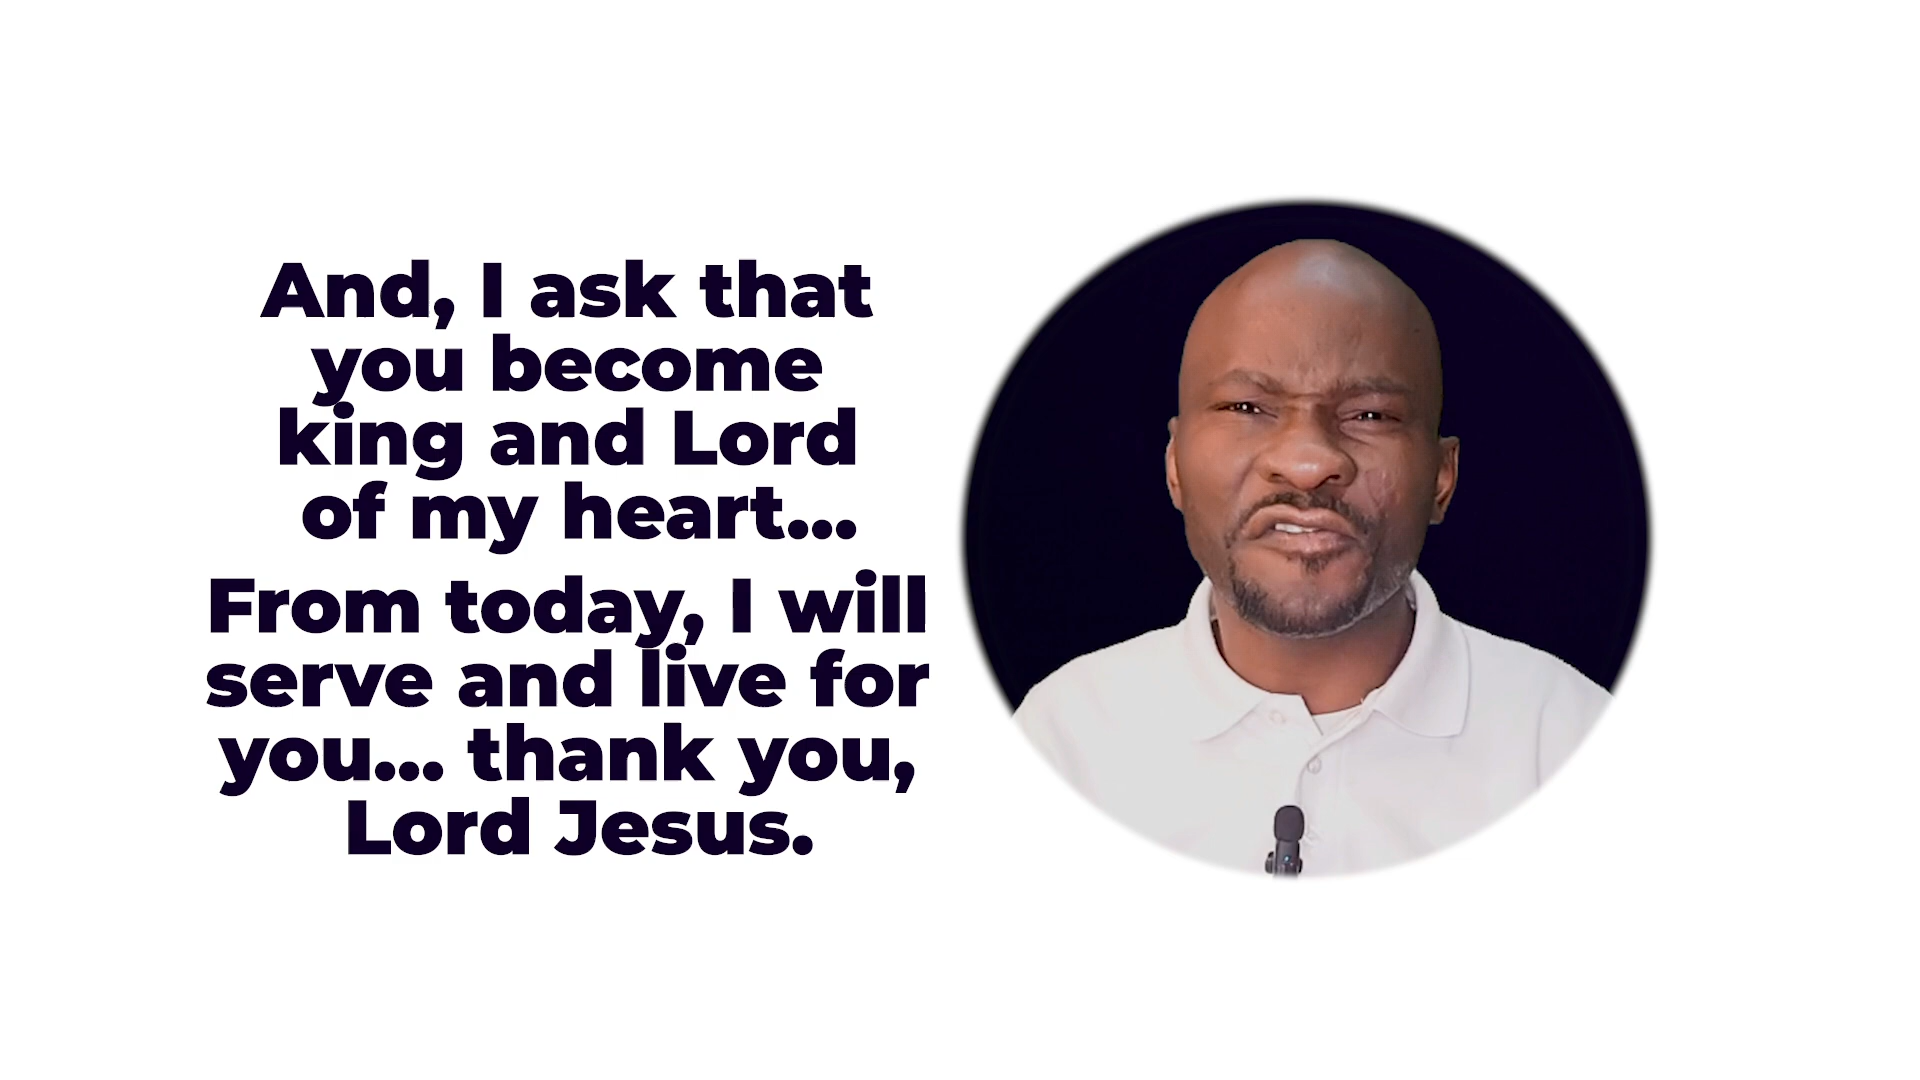 And, I ask that
you become
king and Lord
of my heart...
From today, I will
serve and live for
you... thank you,
Lord Jesus.